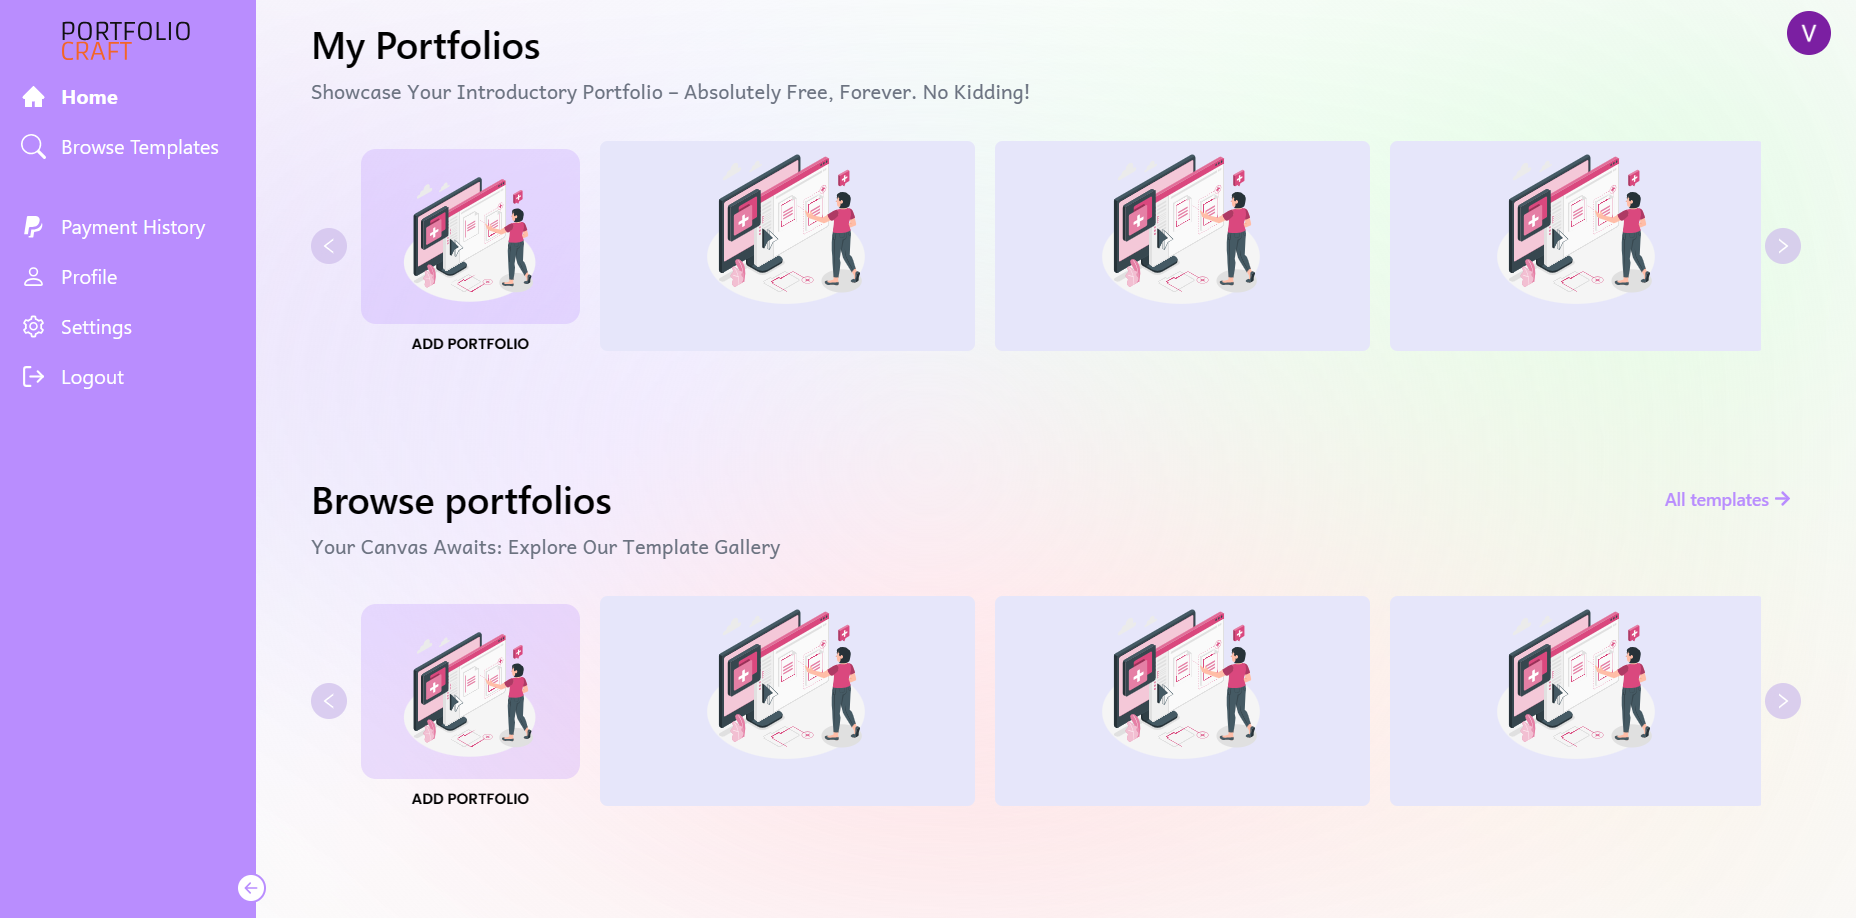 PORTFOLIO
CRAFT
Home
Browse Templates
Payment History
Profile
Settings
Logout
V
My Portfolios
Showcase Your Introductory Portfolio – Absolutely Free, Forever. No Kidding!
ADD PORTFOLIO
Browse portfolios
All templates
Your Canvas Awaits: Explore Our Template Gallery
ADD PORTFOLIO